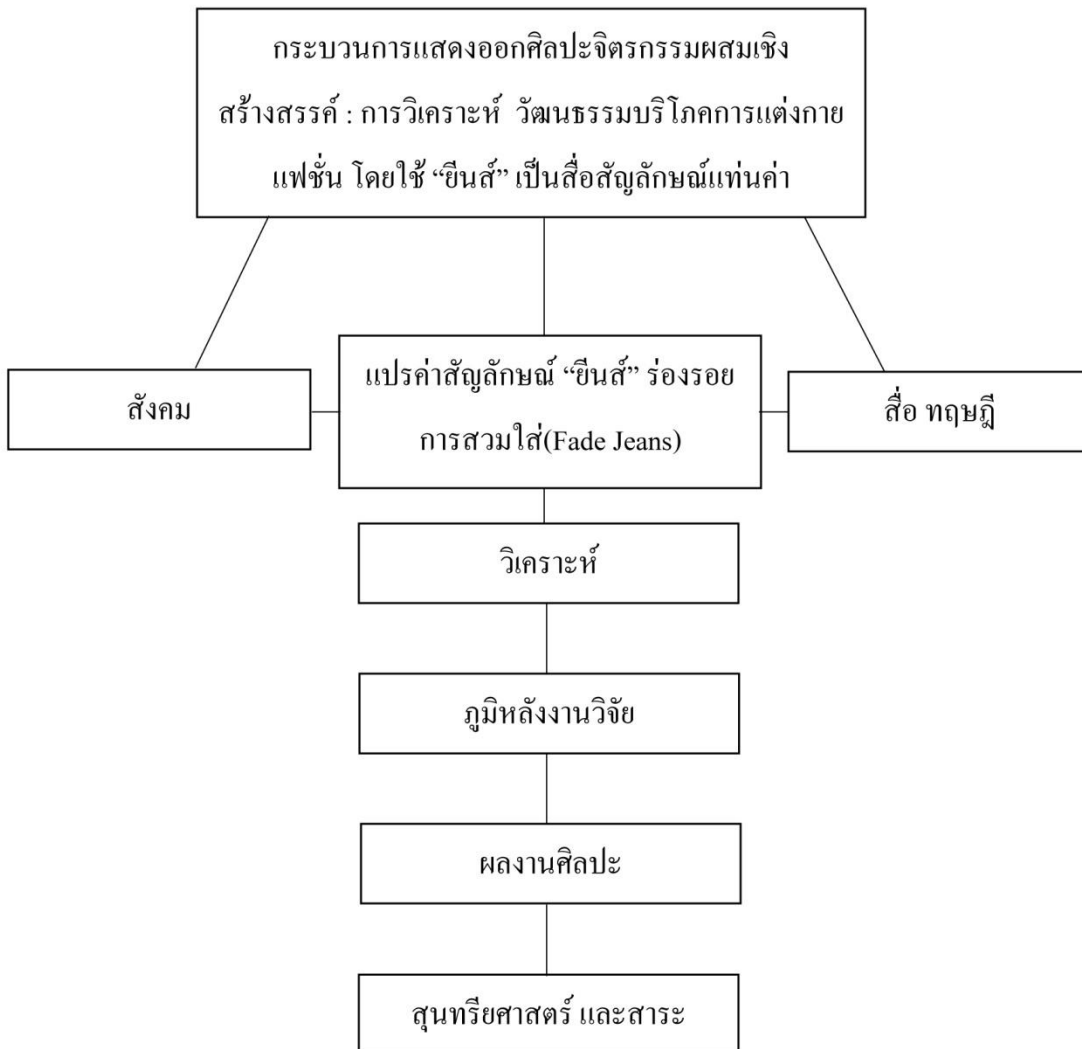 กระบวนการแสดงออกศิลปะจิตรกรรมผสมเชิง
สร้างสรรค์ : การวิเคราะห์ วัฒนธรรมบริโภคการแต่งกาย
แฟชั่น โดยใช้ “ยีนส์” เป็นสื่อสัญลักษณ์แท่นค่า
สังคม
แปรค่าสัญลักษณ์ “ยีนส์” ร่องรอย
การสวมใส่(Fade Jeans)
สื่อ ทฤษฎี
วิเคราะห์
ภูมิหลังงานวิจัย
ผลงานศิลปะ
สุนทรียศาสตร์ และสาระ